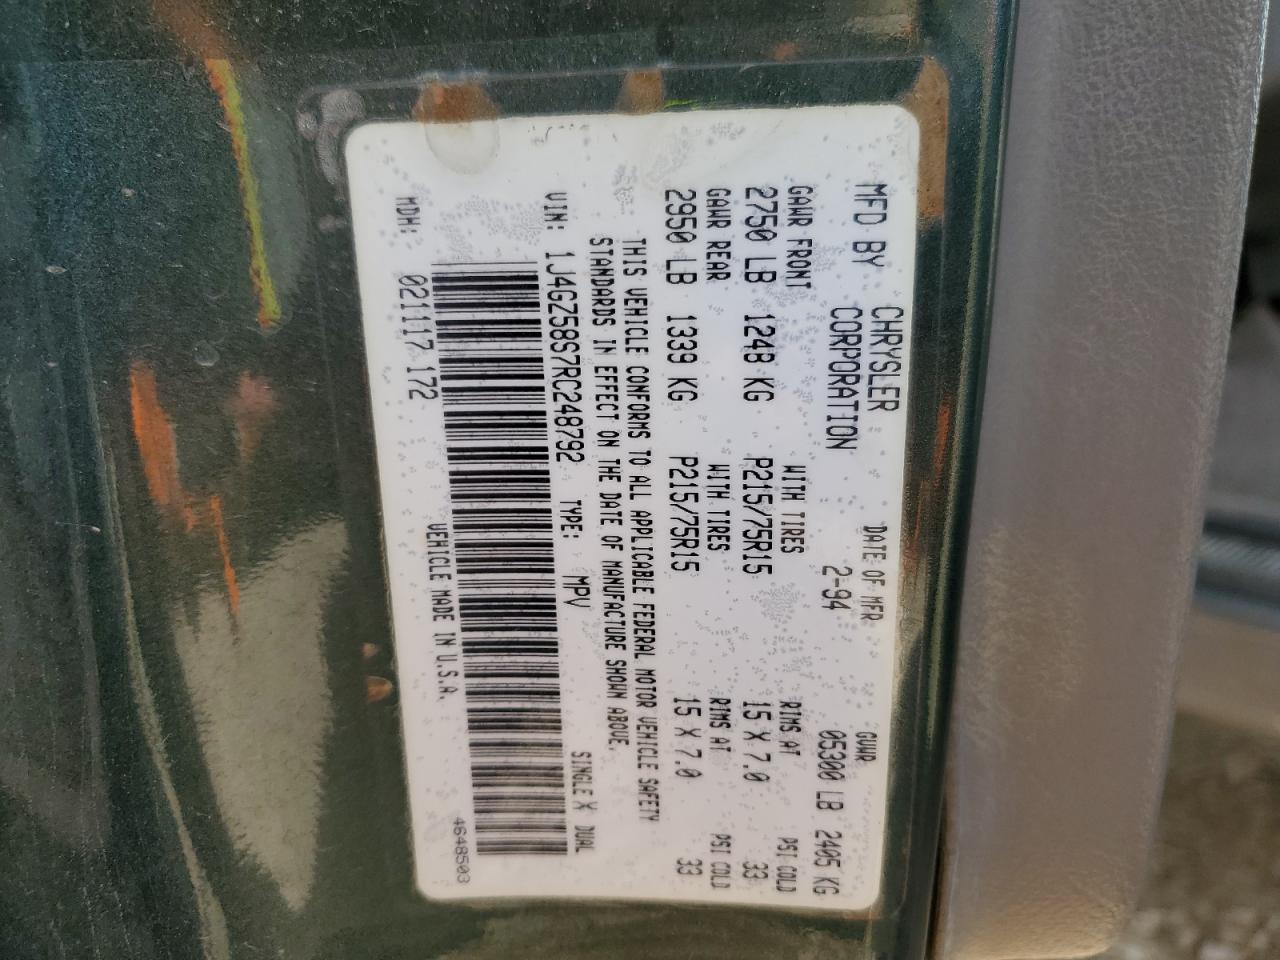 MFD BY CHRYSLER CORPORATION DATE OF MFR 2-94 GVWR 05300 LB 2405 KG
GAWR FRONT WITH TIRES RIMS AT PSI COLD
2750 LB 1248 KG P215/75R15 15 X 7.0 33
GAWR REAR WITH TIRES RIMS AT PSI COLD
2950 LB 1339 KG P215/75R15 15 X 7.0 33
THIS VEHICLE CONFORMS TO ALL APPLICABLE FEDERAL MOTOR VEHICLE SAFETY
STANDARDS IN EFFECT ON THE DATE OF MANUFACTURE SHOWN ABOVE.
VIN: 1J4GZ58S7RC248792 TYPE: MPV SINGLE X DUAL
MDH: 021117 172 VEHICLE MADE IN U.S.A. 4648503